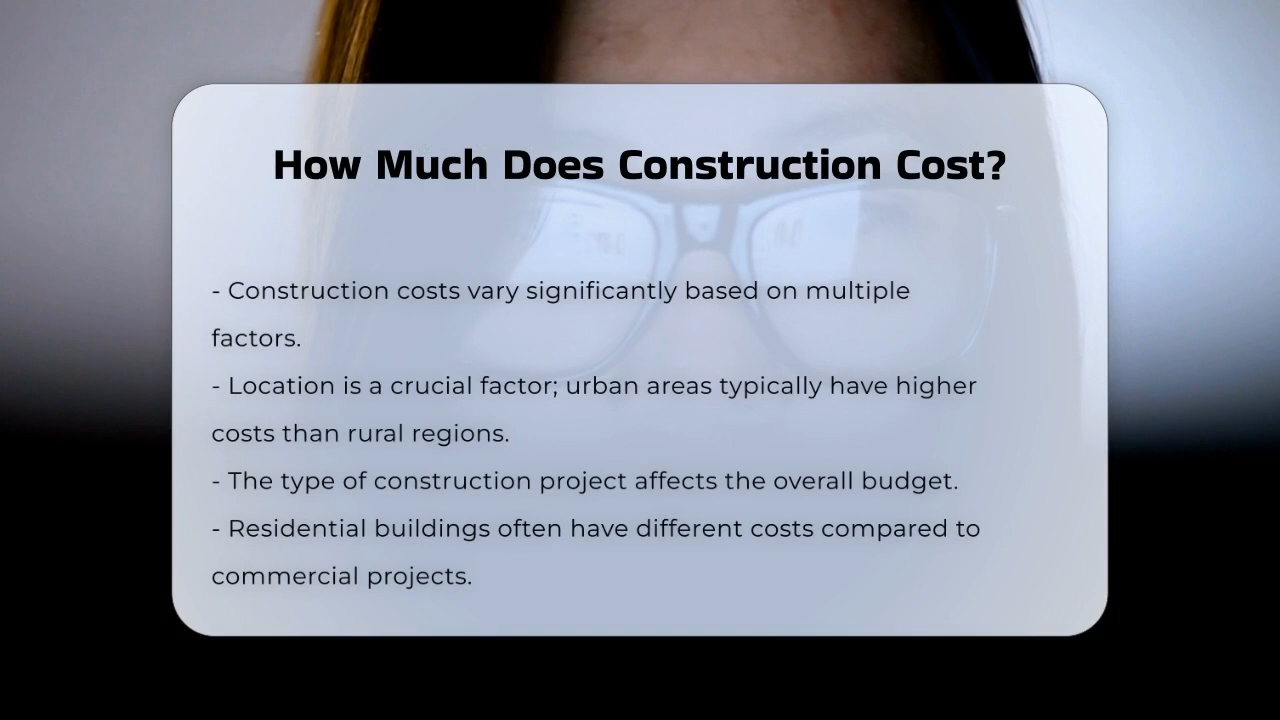 How Much Does Construction Cost?
- Construction costs vary significantly based on multiple
factors.
- Location is a crucial factor; urban areas typically have higher
costs than rural regions.
- The type of construction project affects the overall budget.
- Residential buildings often have different costs compared to
commercial projects.